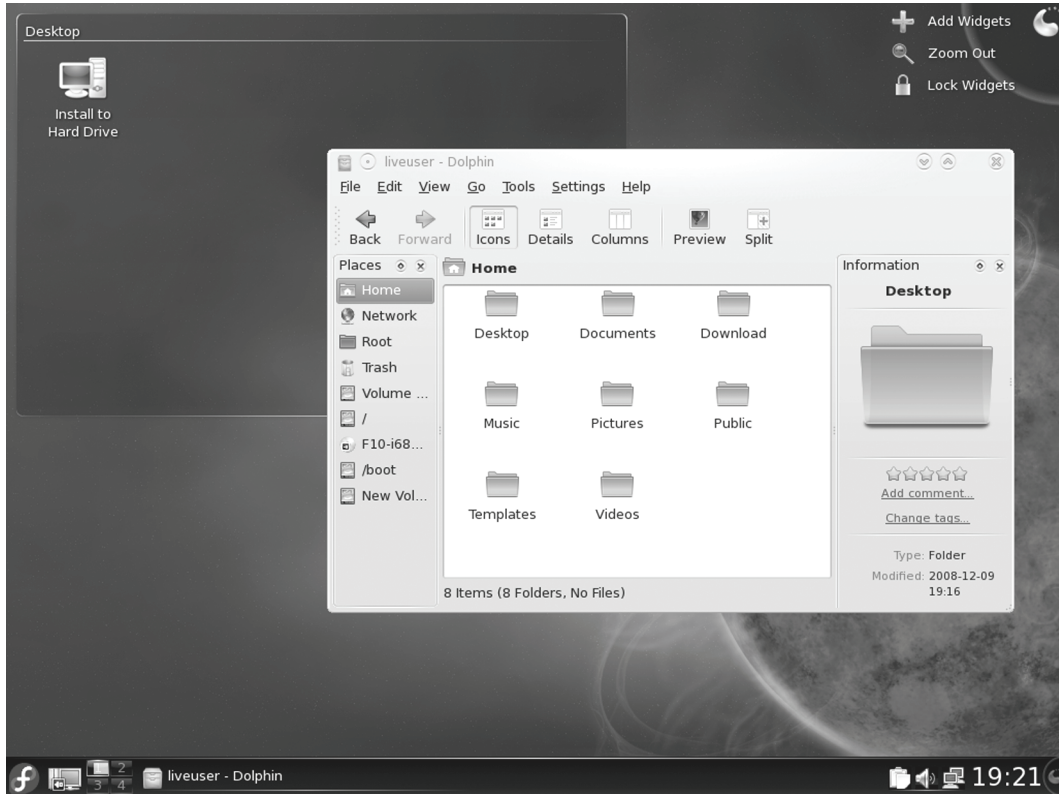 Desktop
Install to
Hard Drive
Add Widgets
Zoom Out
Lock Widgets
liveuser - Dolphin
File Edit View Go Tools Settings Help
Back Forward Icons Details Columns Preview Split
Places
Home
Network
Root
Trash
Volume ...
/
F10-i68...
/boot
New Vol...
Home
Desktop Documents Download
Music Pictures Public
Templates Videos
8 Items (8 Folders, No Files)
Information
Desktop
Add comment...
Change tags...
Type: Folder
Modified: 2008-12-09
19:16
2
3 4
liveuser - Dolphin
19:21